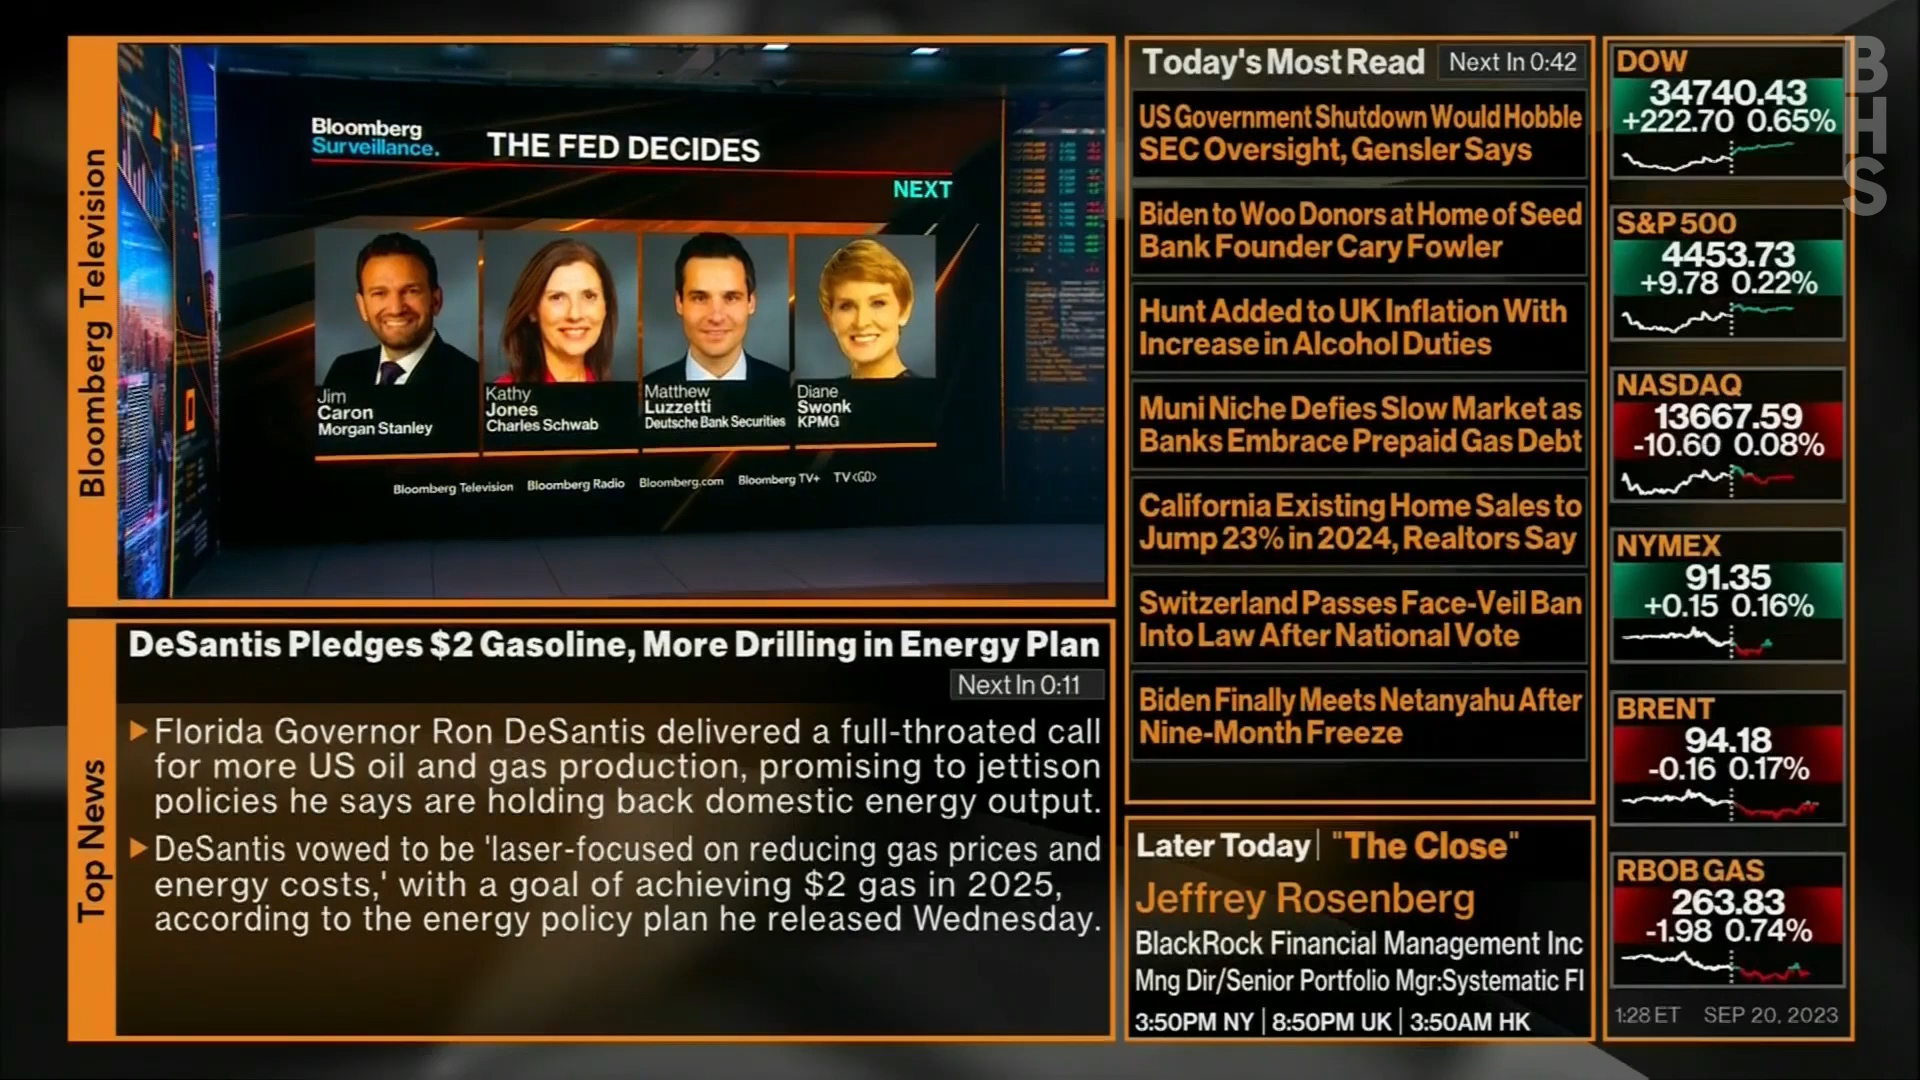 Bloomberg Television
Bloomberg
Surveillance.
THE FED DECIDES
NEXT
Jim
Caron
Morgan Stanley
Kathy
Jones
Charles Schwab
Matthew
Luzzetti
Deutsche Bank Securities
Diane
Swonk
KPMG
Bloomberg Television Bloomberg Radio Bloomberg.com Bloomberg TV+ TV<GO>
Top News
DeSantis Pledges $2 Gasoline, More Drilling in Energy Plan
Next In 0:11
Florida Governor Ron DeSantis delivered a full-throated call
for more US oil and gas production, promising to jettison
policies he says are holding back domestic energy output.
DeSantis vowed to be 'laser-focused on reducing gas prices and
energy costs,' with a goal of achieving $2 gas in 2025,
according to the energy policy plan he released Wednesday.
Today's Most Read
Next In 0:42
US Government Shutdown Would Hobble
SEC Oversight, Gensler Says
Biden to Woo Donors at Home of Seed
Bank Founder Cary Fowler
Hunt Added to UK Inflation With
Increase in Alcohol Duties
Muni Niche Defies Slow Market as
Banks Embrace Prepaid Gas Debt
California Existing Home Sales to
Jump 23% in 2024, Realtors Say
Switzerland Passes Face-Veil Ban
Into Law After National Vote
Biden Finally Meets Netanyahu After
Nine-Month Freeze
Later Today | "The Close"
Jeffrey Rosenberg
BlackRock Financial Management Inc
Mng Dir/Senior Portfolio Mgr:Systematic FI
3:50PM NY | 8:50PM UK | 3:50AM HK
DOW
34740.43
+222.70 0.65%
S&P 500
4453.73
+9.78 0.22%
NASDAQ
13667.59
-10.60 0.08%
NYMEX
91.35
+0.15 0.16%
BRENT
94.18
-0.16 0.17%
RBOB GAS
263.83
-1.98 0.74%
1:28 ET SEP 20, 2023
BHS